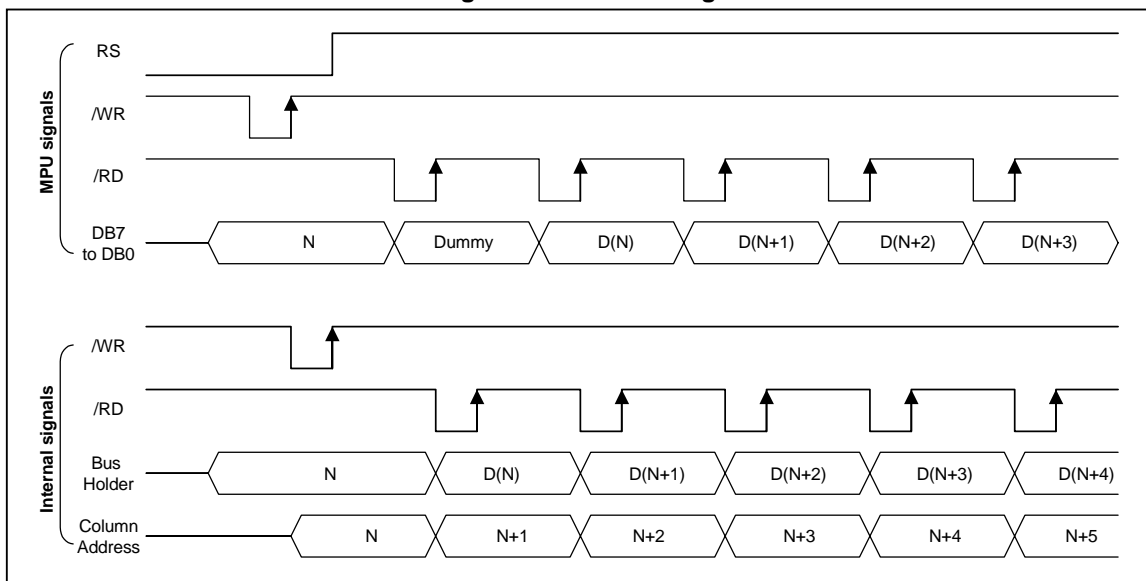 RS
/WR
/RD
DB7
to DB0
N
Dummy
D(N)
D(N+1)
D(N+2)
D(N+3)
MPU signals
/WR
/RD
Bus
Holder
N
D(N)
D(N+1)
D(N+2)
D(N+3)
D(N+4)
Column
Address
N
N+1
N+2
N+3
N+4
N+5
Internal signals